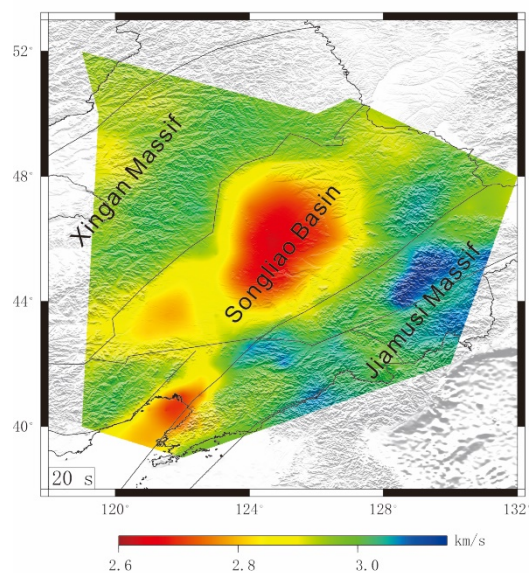 52°
48°
44°
40°
Xingan Massif
Songliao Basin
Jiamusi Massif
20 s
120°
124°
128°
132°
km/s
2.6
2.8
3.0